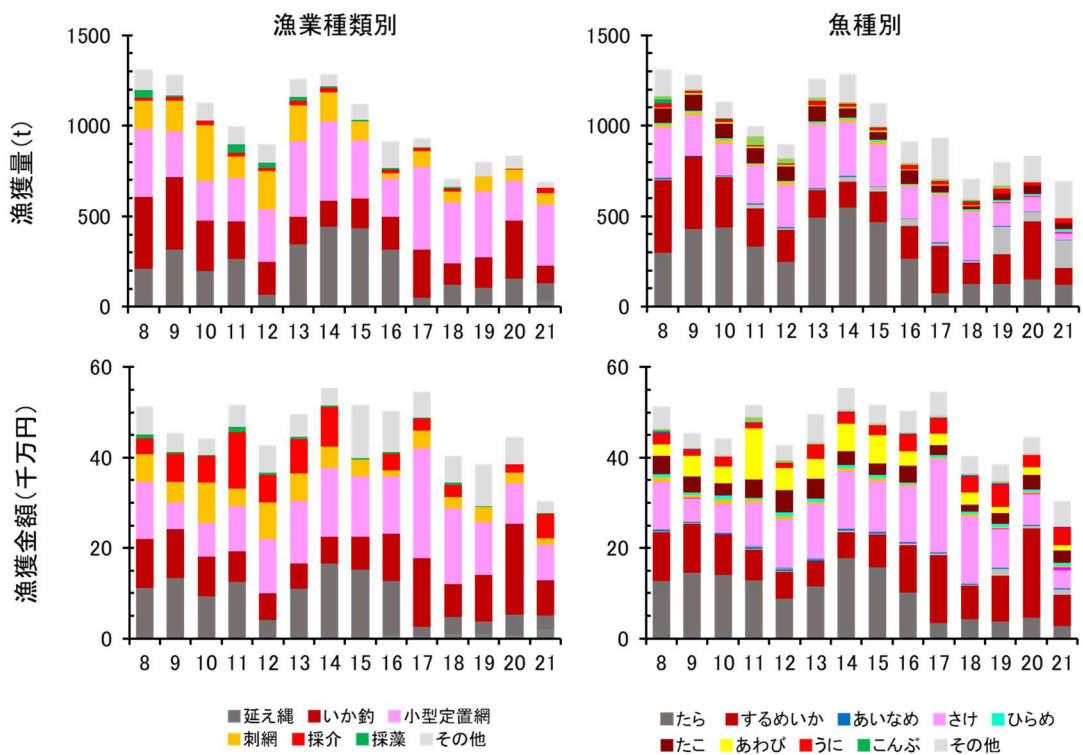 漁業種類別
魚種別
漁獲量(t)
1500
1000
500
0
8 9 10 11 12 13 14 15 16 17 18 19 20 21
1500
1000
500
0
8 9 10 11 12 13 14 15 16 17 18 19 20 21
漁獲金額(千万円)
60
40
20
0
8 9 10 11 12 13 14 15 16 17 18 19 20 21
60
40
20
0
8 9 10 11 12 13 14 15 16 17 18 19 20 21
延え縄 いか釣 小型定置網
刺網 採介 採藻 その他
たら するめいか あいなめ さけ ひらめ
たこ あわび うに こんぶ その他